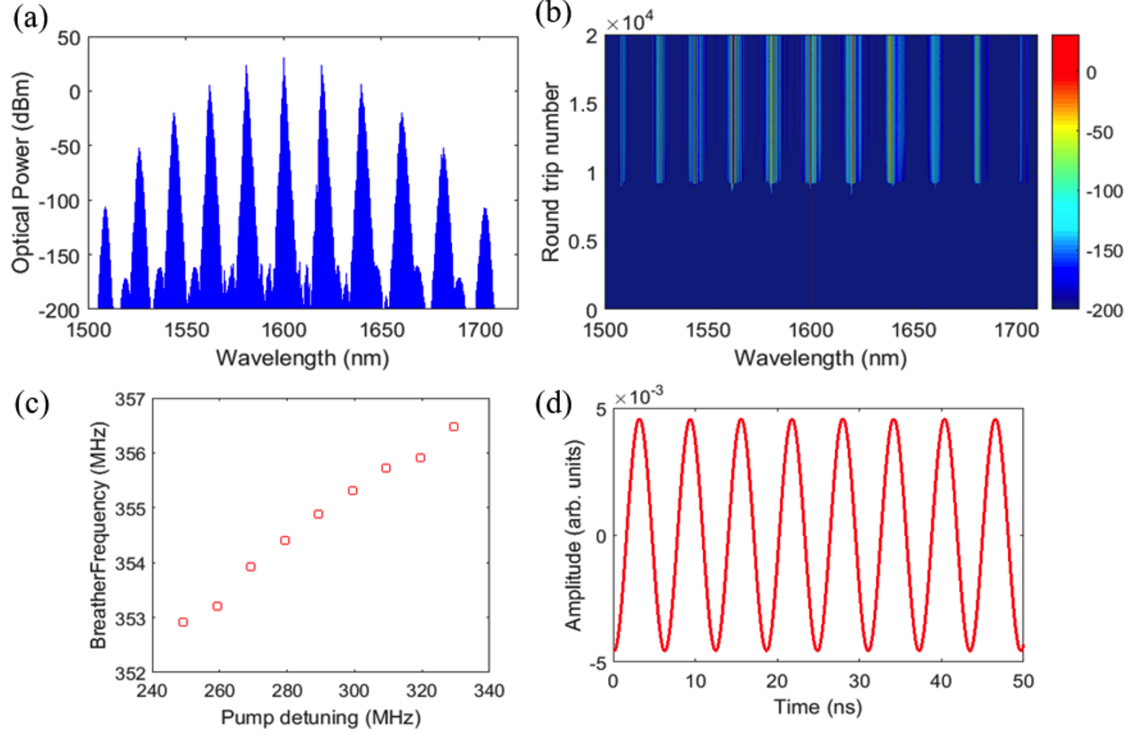 (a)
50
0
-50
-100
-150
-200
1500 1550 1600 1650 1700
Optical Power (dBm)
Wavelength (nm)
(b)
×10⁴
2
1.5
1
0.5
0
1500 1550 1600 1650 1700
Round trip number
Wavelength (nm)
0
-50
-100
-150
-200
(c)
357
356
355
354
353
352
240 260 280 300 320 340
BreatherFrequency (MHz)
Pump detuning (MHz)
(d)
×10⁻³
5
0
-5
0 10 20 30 40 50
Amplitude (arb. units)
Time (ns)